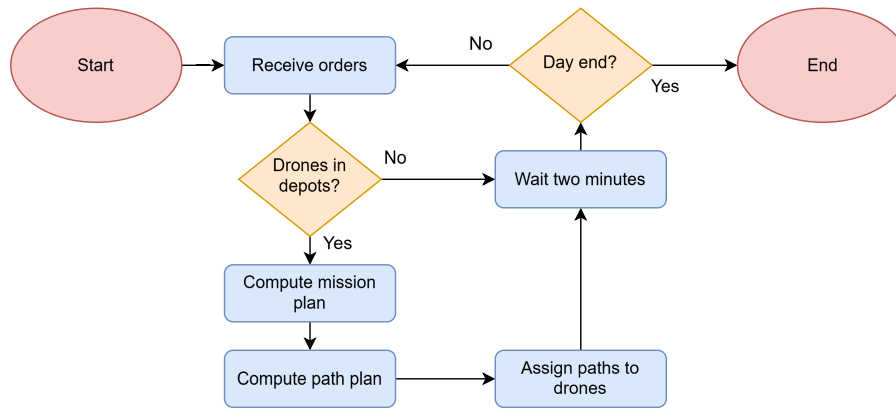 Start
Receive orders
No
Day end?
Yes
End
Drones in
depots?
No
Wait two minutes
Yes
Compute mission
plan
Compute path plan
Assign paths to
drones